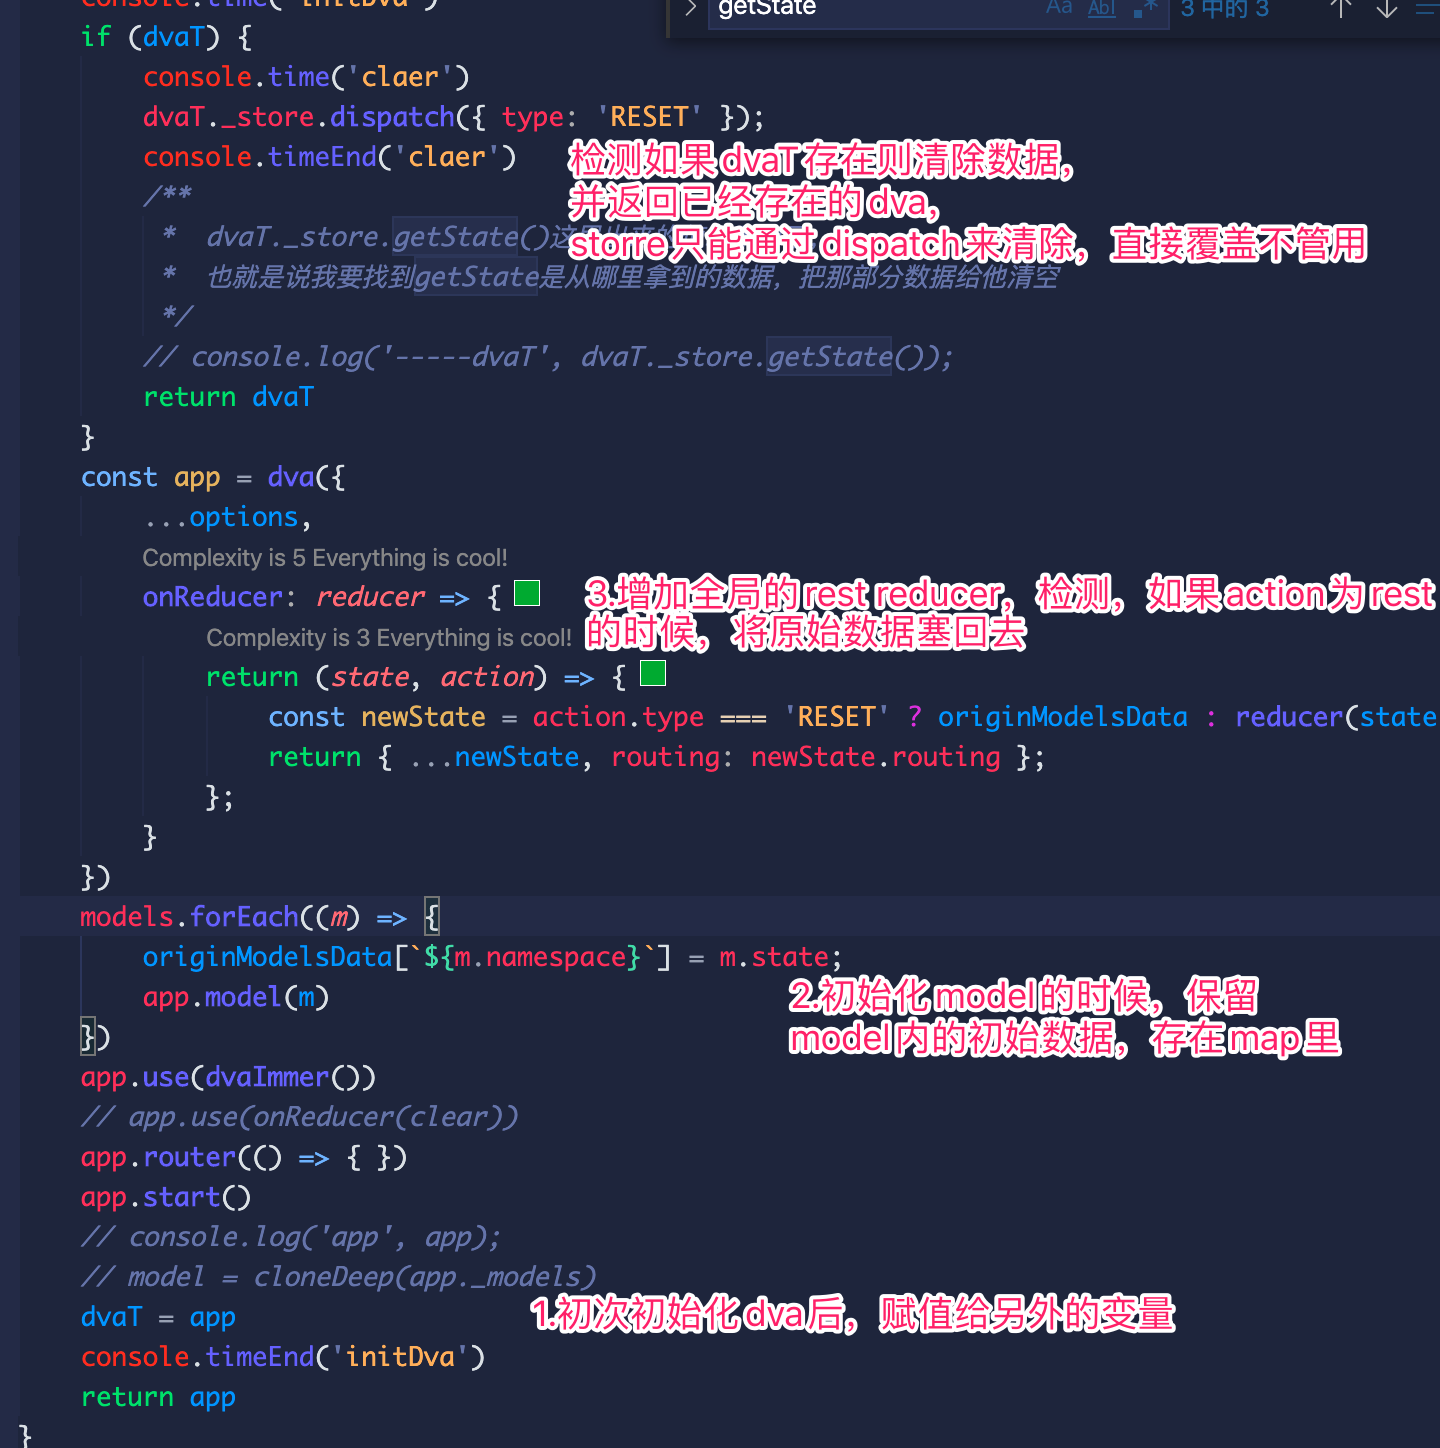 console.time('initDva')
getState
Aa Abl .* 3 中的 3
if (dvaT) {
console.time('claer')
dvaT._store.dispatch({ type: 'RESET' });
console.timeEnd('claer')
检测如果dvaT存在则清除数据,
/**
并返回已经存在的dva,
* dvaT._store.getState()
storre只能通过dispatch来清除，直接覆盖不管用
* 也就是说我要找到getState是从哪里拿到的数据，把那部分数据给他清空
*/
// console.log('-----dvaT', dvaT._store.getState());
return dvaT
}
const app = dva({
...options,
Complexity is 5 Everything is cool!
onReducer: reducer => {
3.增加全局的rest reducer，检测，如果action为rest
的时候，将原始数据塞回去
Complexity is 3 Everything is cool!
return (state, action) => {
const newState = action.type === 'RESET' ? originModelsData : reducer(state
return { ...newState, routing: newState.routing };
};
}
})
models.forEach((m) => {
originModelsData[`${m.namespace}`] = m.state;
app.model(m)
2.初始化model的时候，保留
model内的初始数据，存在map里
})
app.use(dvaImmer())
// app.use(onReducer(clear))
app.router(() => { })
app.start()
// console.log('app', app);
// model = cloneDeep(app._models)
dvaT = app
1.初次初始化dva后，赋值给另外的变量
console.timeEnd('initDva')
return app
}